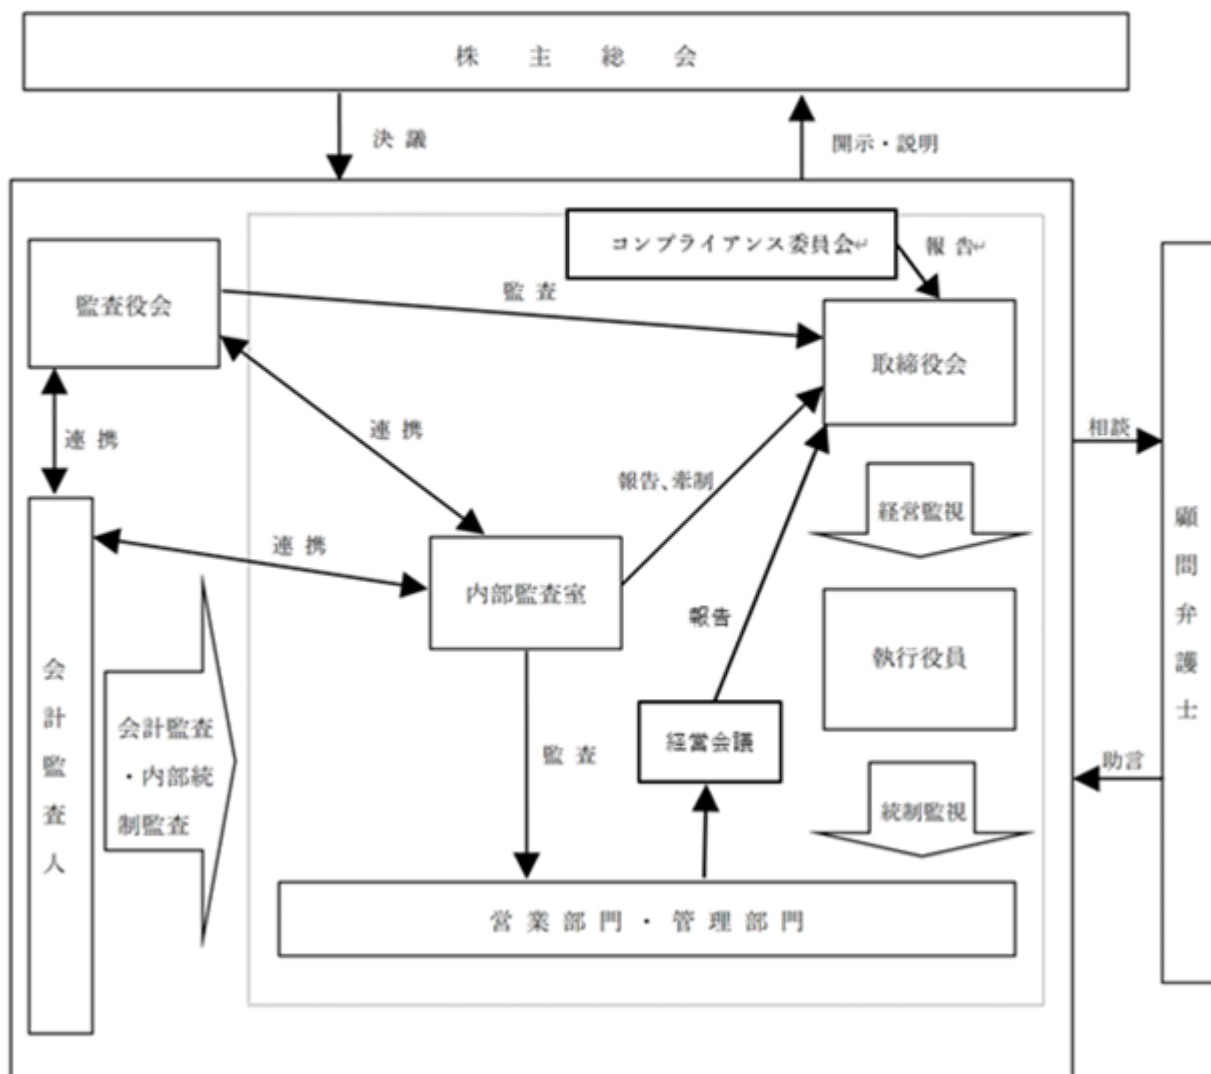 株主総会
決議
開示・説明
コンプライアンス委員会↵
報告↵
監査役会
監査
取締役会
連携
連携
相談
報告、牽制
経営監視
顧問弁護士
連携
内部監査室
報告
執行役員
会計監査人
会計監査
・内部統
制監査
監査
経営会議
助言
統制監視
営業部門・管理部門